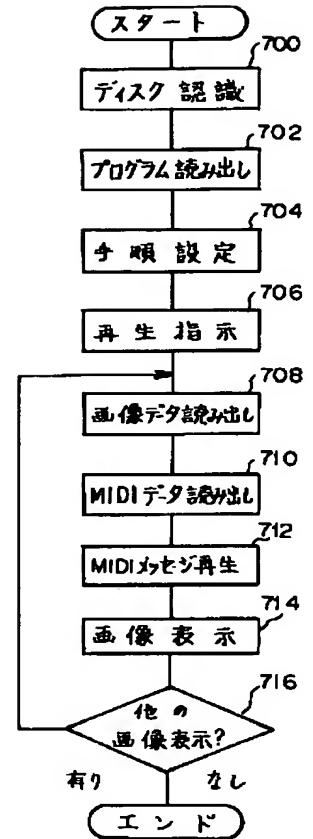 スタート
700
ディスク認識
702
プログラム読み出し
704
手順設定
706
再生指示
708
画像データ読み出し
710
MIDIデータ読み出し
712
MIDIメッセージ再生
714
画像表示
716
他の
画像表示?
有り なし
エンド